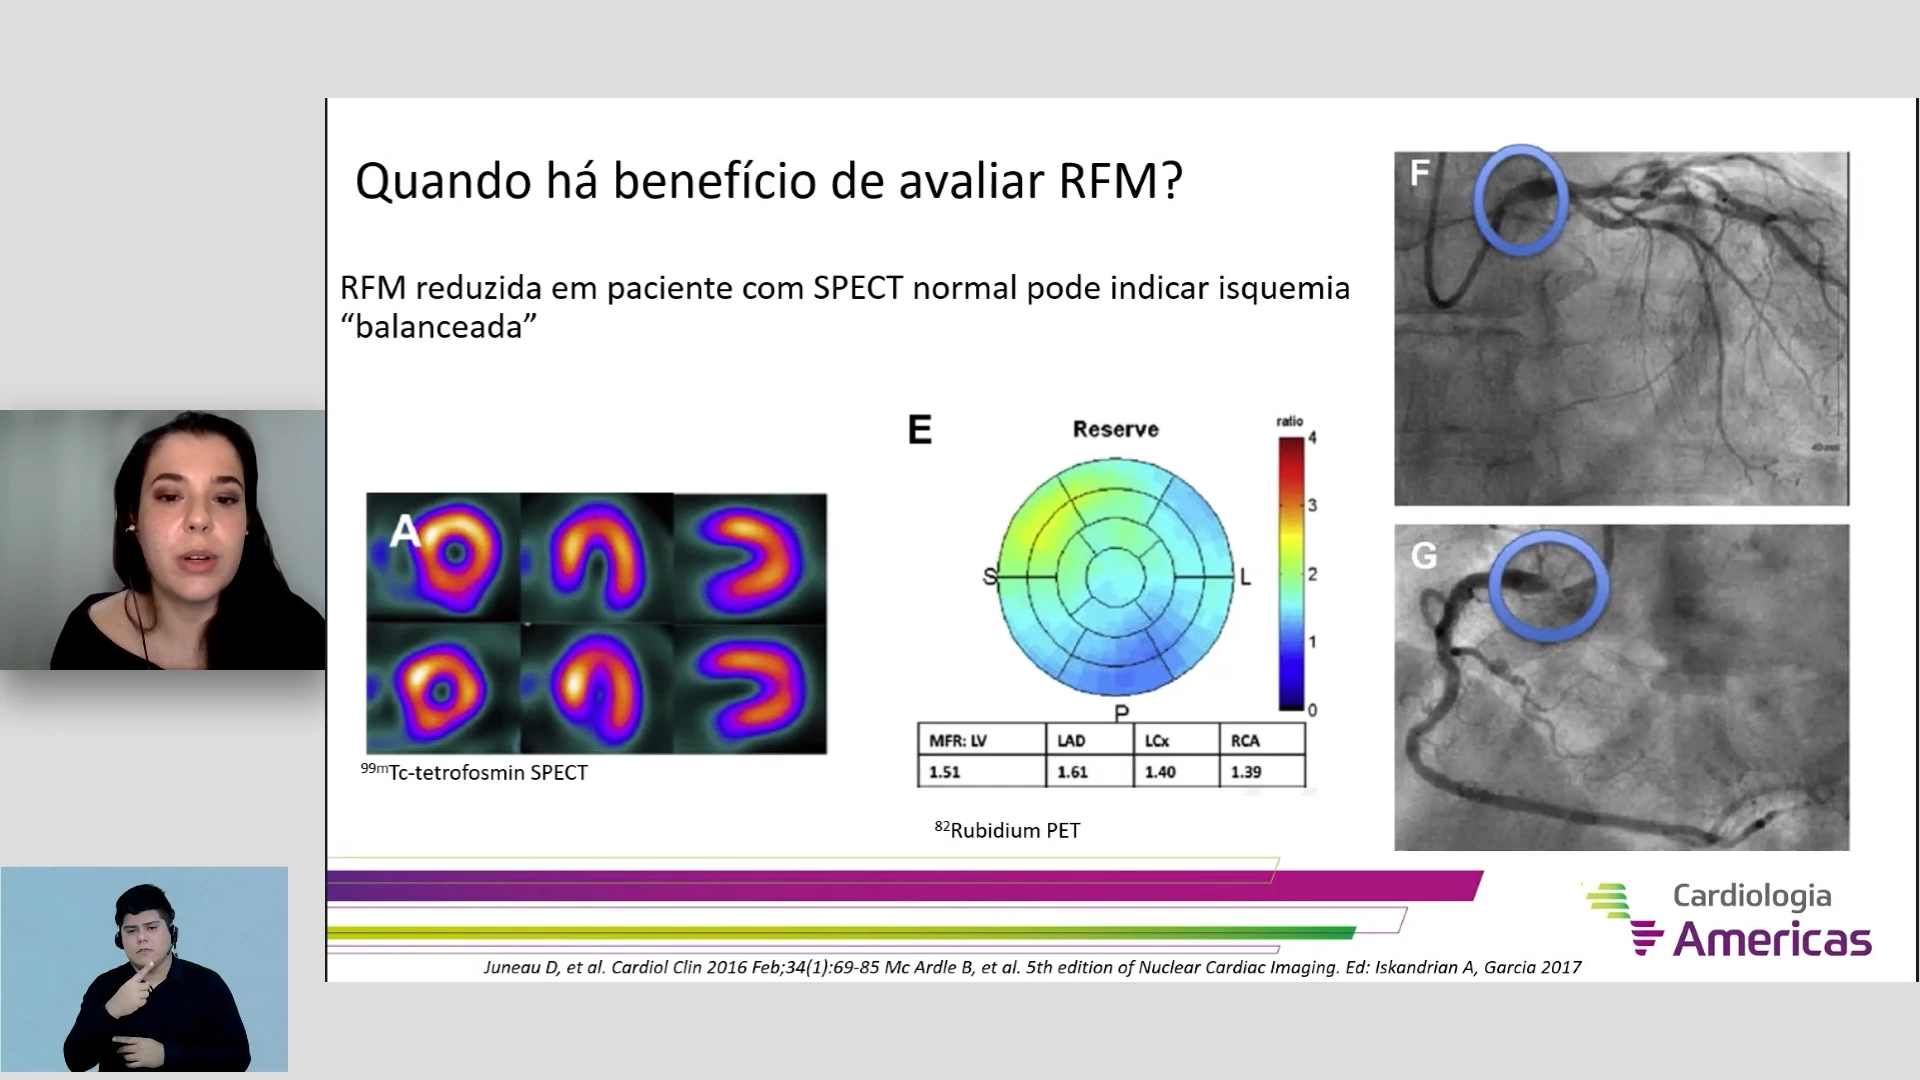 Quando há benefício de avaliar RFM?
RFM reduzida em paciente com SPECT normal pode indicar isquemia
“balanceada”
A
99mTc-tetrofosmin SPECT
E
Reserve
ratio
4
3
2
1
0
S
L
P
MFR: LV LAD LCx RCA
1.51 1.61 1.40 1.39
82Rubidium PET
F
G
Cardiologia
Americas
Juneau D, et al. Cardiol Clin 2016 Feb;34(1):69-85 Mc Ardle B, et al. 5th edition of Nuclear Cardiac Imaging. Ed: Iskandrian A, Garcia 2017